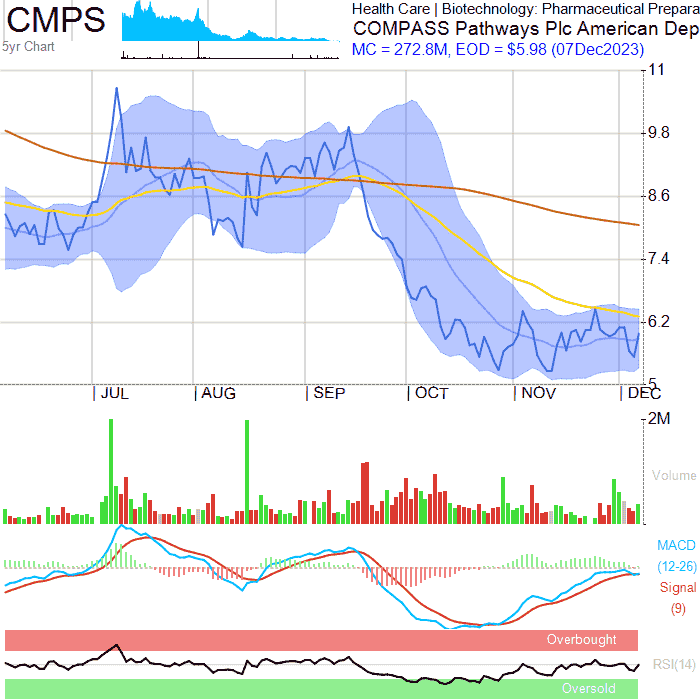 CMPS
5yr Chart
Health Care | Biotechnology: Pharmaceutical Prepara
COMPASS Pathways Plc American Dep
MC = 272.8M, EOD = $5.98 (07Dec2023)
11
9.8
8.6
7.4
6.2
5
JUL AUG SEP OCT NOV DEC
2M
Volume
MACD
(12-26)
Signal
(9)
Overbought
RSI(14)
Oversold